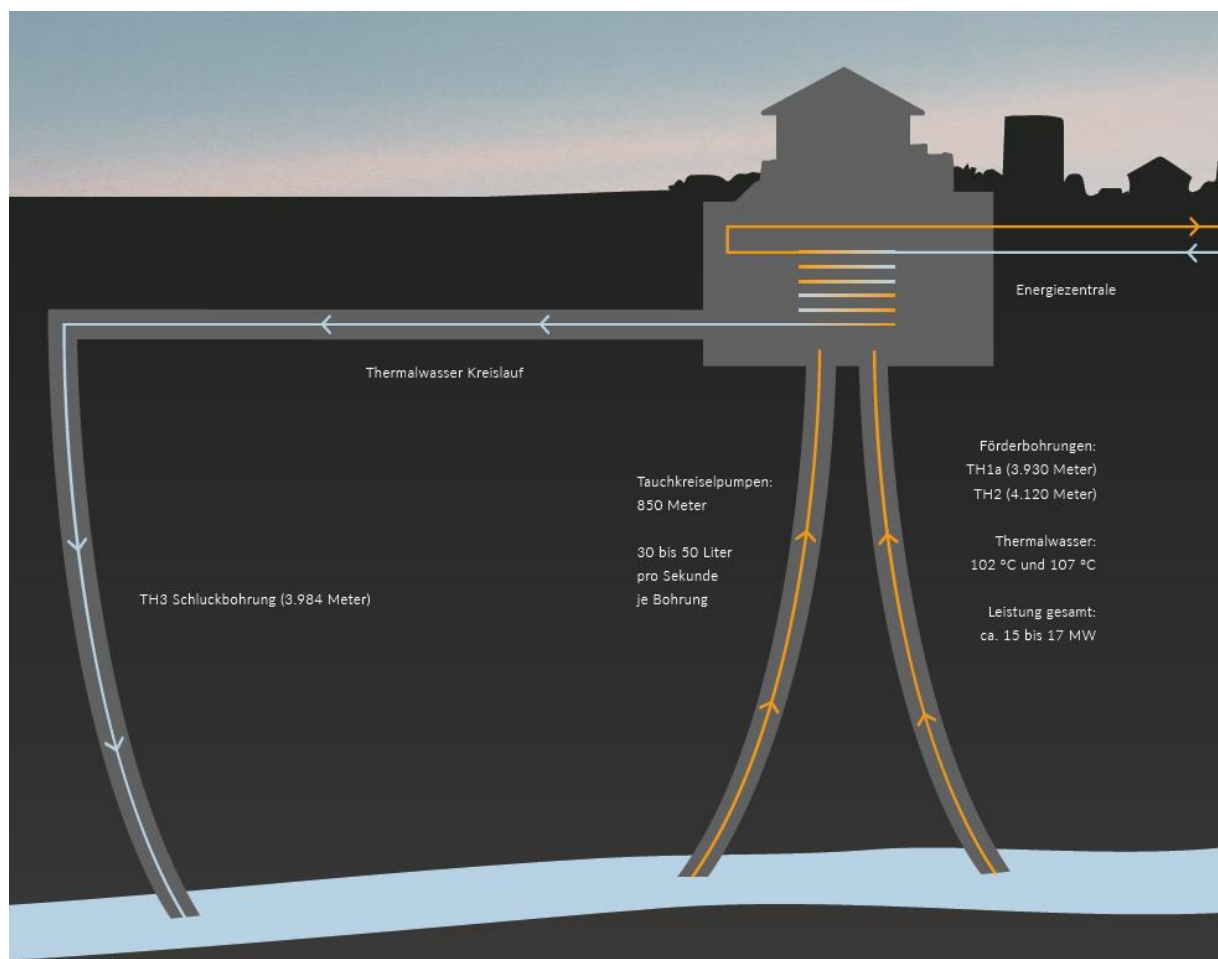 Energiezentrale
Thermalwasser Kreislauf
Förderbohrungen:
TH1a (3.930 Meter)
TH2 (4.120 Meter)
Thermalwasser:
102 ºC und 107 ºC
Leistung gesamt:
ca. 15 bis 17 MW
Tauchkreiselpumpen:
850 Meter
30 bis 50 Liter
pro Sekunde
je Bohrung
TH3 Schluckbohrung (3.984 Meter)